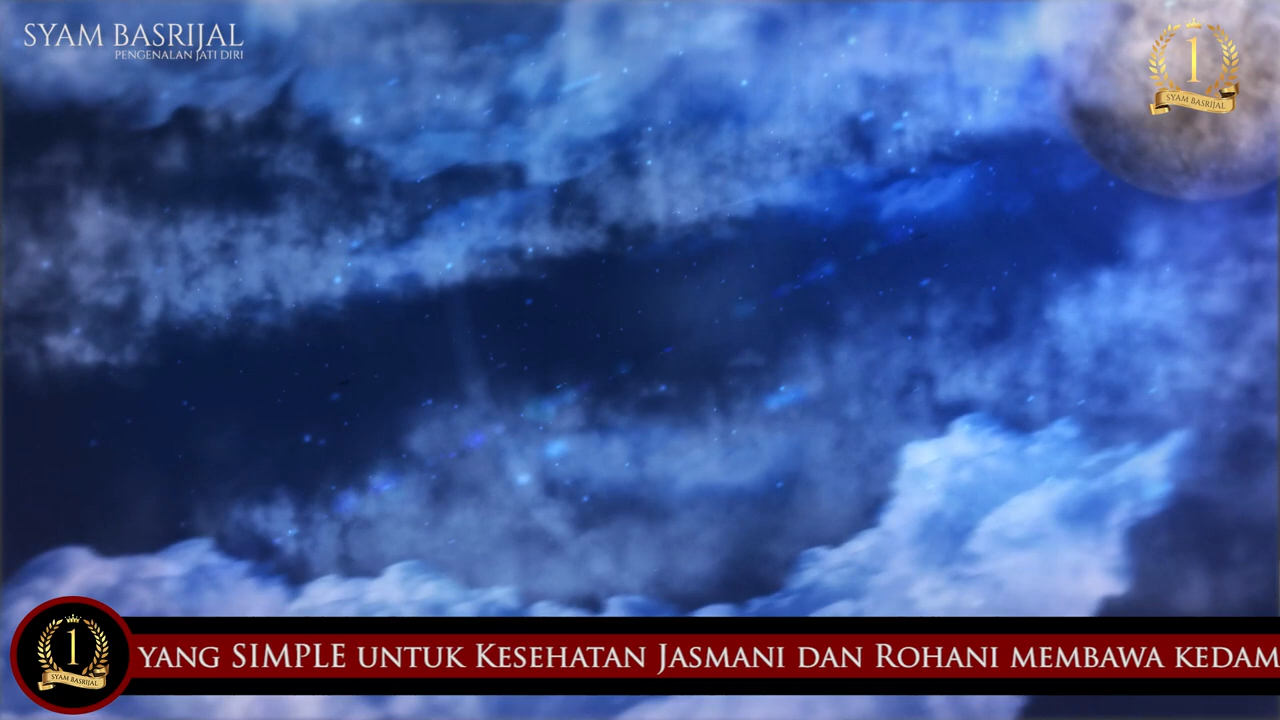 SYAM BASRIJAL
PENGENALAN JATI DIRI
1
SYAM BASRIJAL
1
SYAM BASRIJAL
YANG SIMPLE UNTUK KESEHATAN JASMANI DAN ROHANI MEMBAWA KEDAM